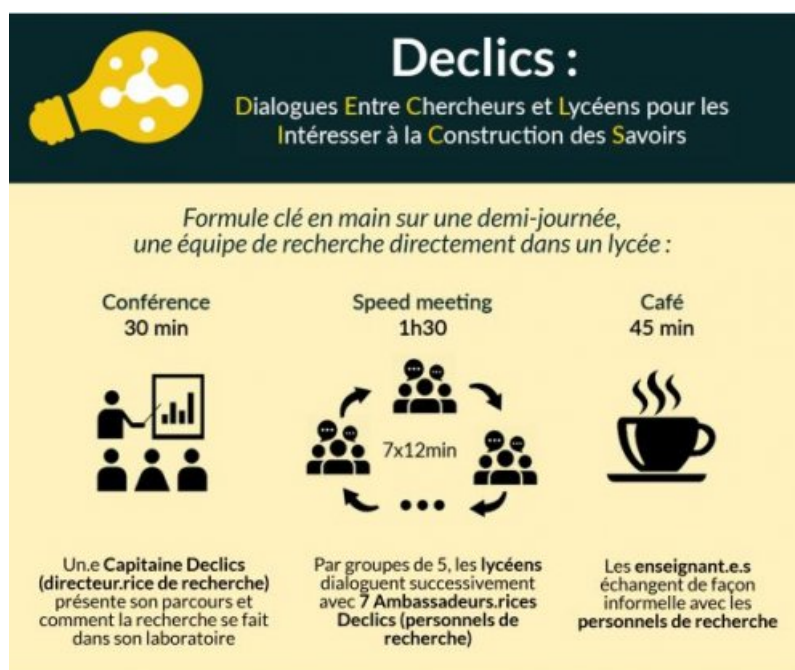 Declics :
Dialogues Entre Chercheurs et Lycéens pour les
Intéresser à la Construction des Savoirs
Formule clé en main sur une demi-journée,
une équipe de recherche directement dans un lycée :
Conférence
30 min
Speed meeting
1h30
Café
45 min
7x12min
Un.e Capitaine Declics
(directeur.rice de recherche)
présente son parcours et
comment la recherche se fait
dans son laboratoire
Par groupes de 5, les lycéens
dialoguent successivement
avec 7 Ambassadeurs.rices
Declics (personnels de
recherche)
Les enseignant.e.s
échangent de façon
informelle avec les
personnels de recherche